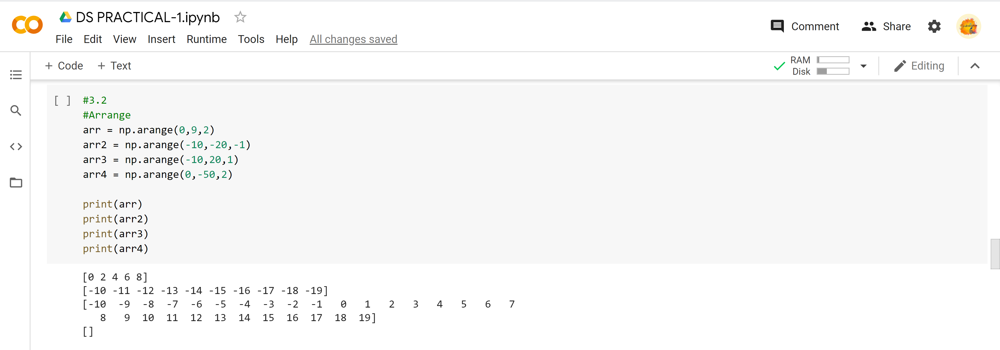 DS PRACTICAL-1.ipynb
File Edit View Insert Runtime Tools Help All changes saved
Comment Share
+ Code + Text
RAM
Disk
Editing
[ ] #3.2
#Arrange
arr = np.arange(0,9,2)
arr2 = np.arange(-10,-20,-1)
arr3 = np.arange(-10,20,1)
arr4 = np.arange(0,-50,2)
print(arr)
print(arr2)
print(arr3)
print(arr4)
[0 2 4 6 8]
[-10 -11 -12 -13 -14 -15 -16 -17 -18 -19]
[-10 -9 -8 -7 -6 -5 -4 -3 -2 -1 0 1 2 3 4 5 6 7
8 9 10 11 12 13 14 15 16 17 18 19]
[]